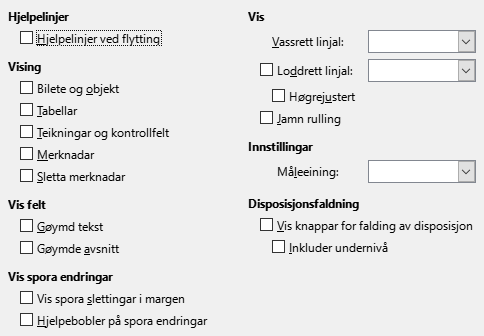 Hjelpelinjer
Hjelpelinjer ved flytting
Vising
Bilete og objekt
Tabellar
Teikningar og kontrollfelt
Merknadar
Sletta merknadar
Vis felt
Gøymd tekst
Gøymde avsnitt
Vis spora endringar
Vis spora slettingar i margen
Hjelpebobler på spora endringar
Vis
Vassrett linjal:
Loddrett linjal:
Høgrejustert
Jamn rulling
Innstillingar
Måleeining:
Disposisjonsfaldning
Vis knappar for falding av disposisjon
Inkluder undernivå